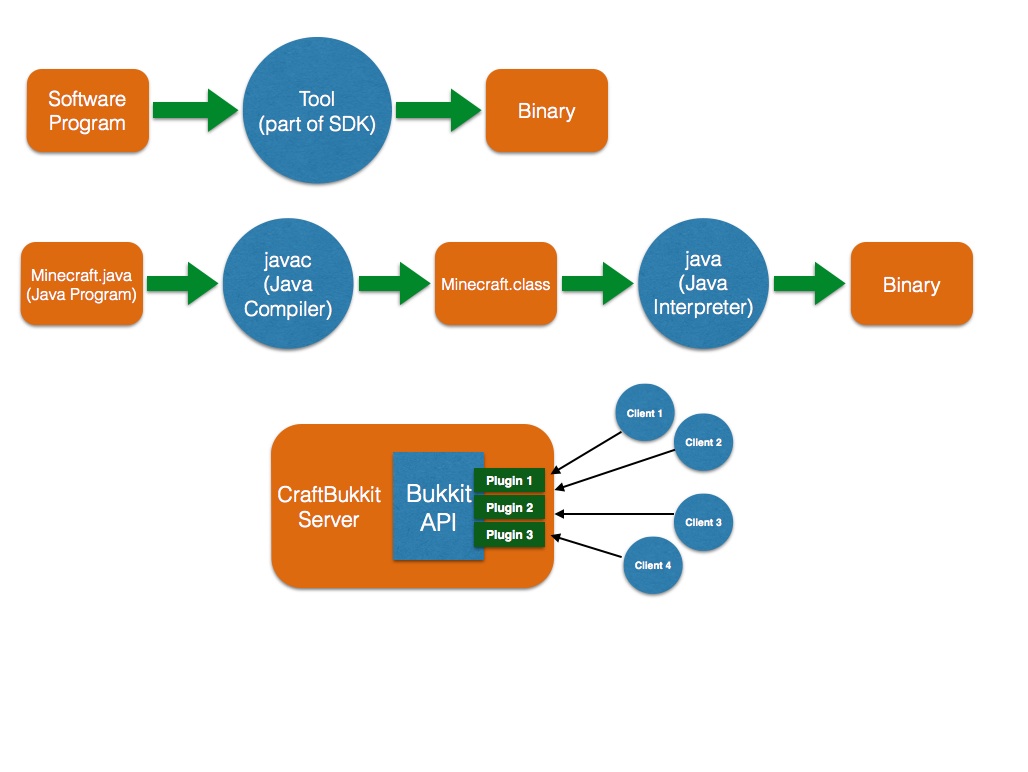 Software
Program
Tool
(part of SDK)
Binary
Minecraft.java
(Java Program)
javac
(Java
Compiler)
Minecraft.class
java
(Java
Interpreter)
Binary
CraftBukkit
Server
Bukkit
API
Plugin 1
Plugin 2
Plugin 3
Client 1
Client 2
Client 3
Client 4